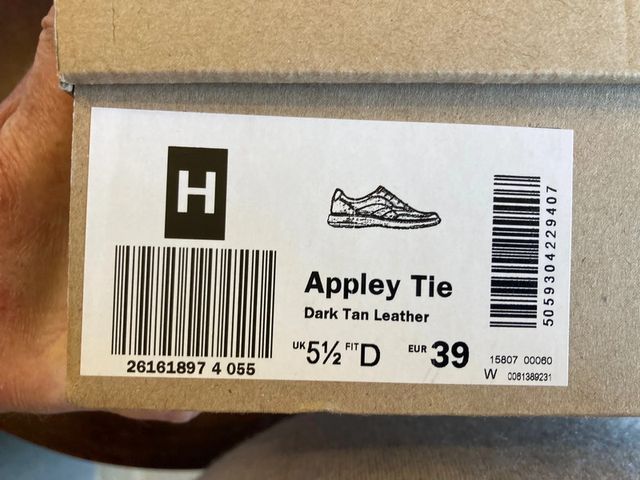 H
26161897 4 055
Appley Tie
Dark Tan Leather
UK 5½ FIT D EUR 39
5059304229407
15807 00060
W 0081389231